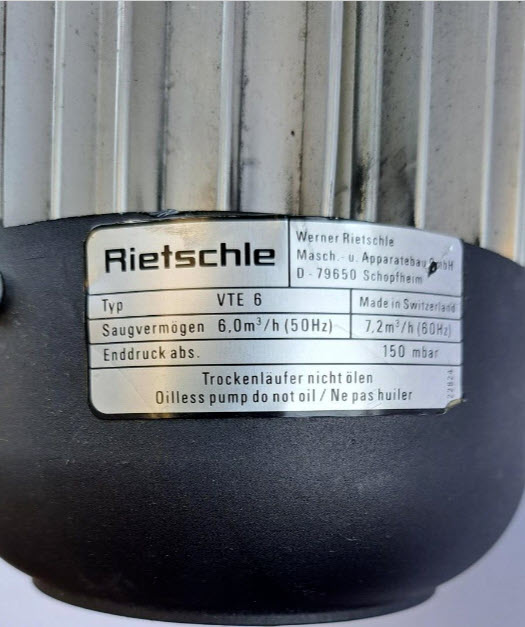 Rietschle
Werner Rietschle
Masch.- u. Apparatebau GmbH
D - 79650 Schopfheim
Typ VTE 6 Made in Switzerland
Saugvermögen 6,0m³/h (50Hz) 7,2m³/h (60Hz)
Enddruck abs. 150 mbar
Trockenläufer nicht ölen
Oilless pump do not oil / Ne pas huiler
22824